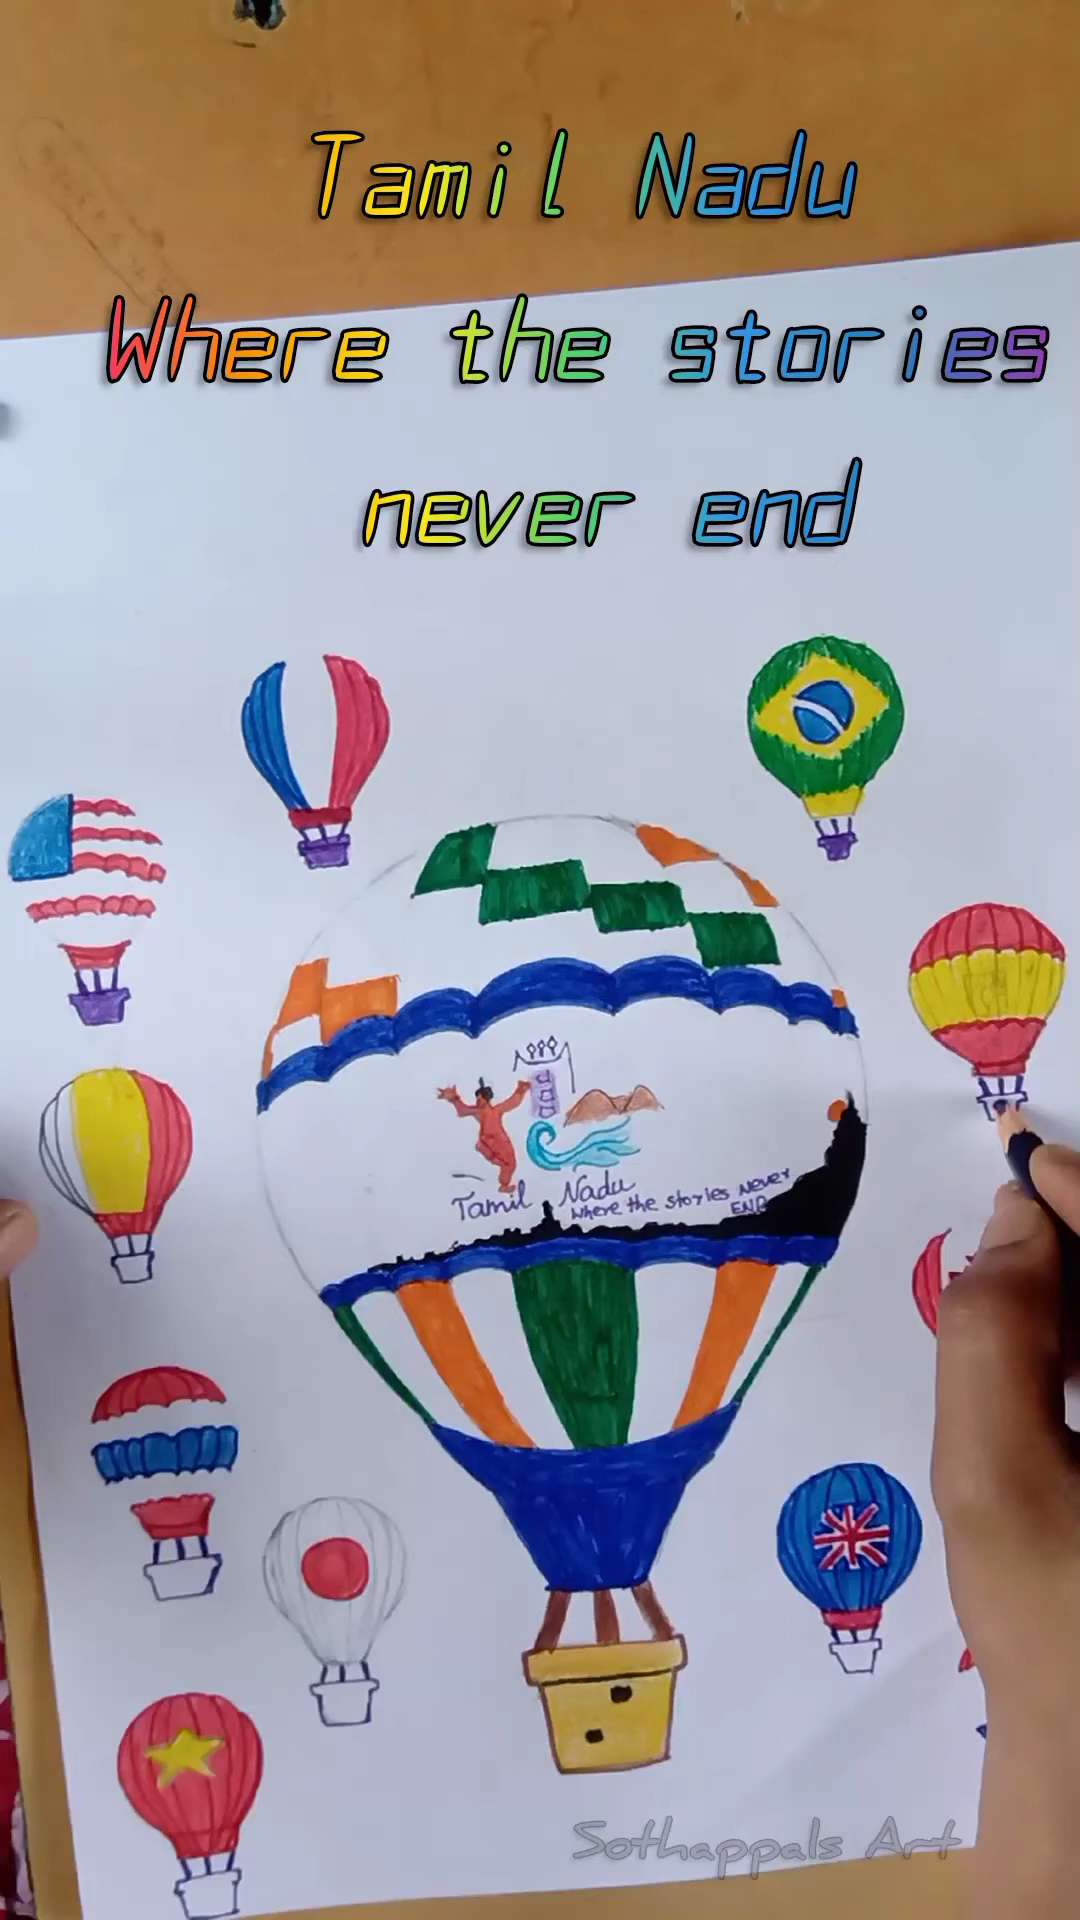 Tamil Nadu
Where the stories
never end
Tamil Nadu
Where the stories Never
END
Sothappals Art